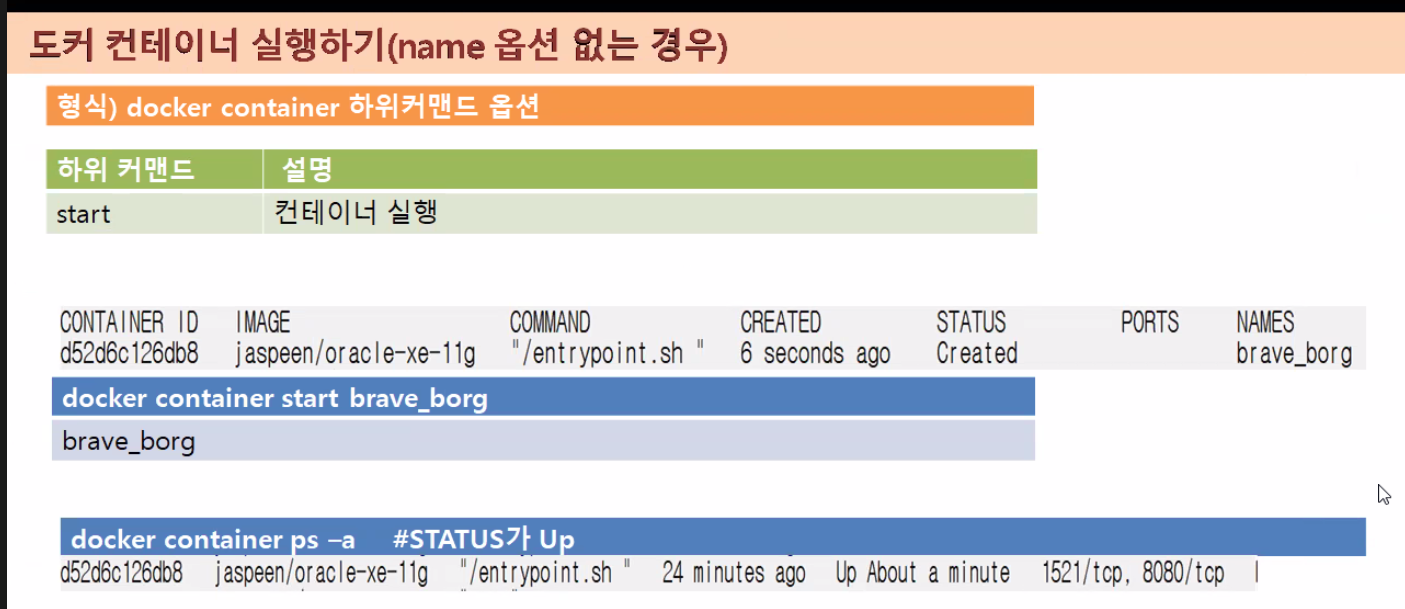 도커 컨테이너 실행하기(name 옵션 없는 경우)
형식) docker container 하위커맨드 옵션
하위 커맨드 설명
start 컨테이너 실행
CONTAINER ID IMAGE COMMAND CREATED STATUS PORTS NAMES
d52d6c126db8 jaspeen/oracle-xe-11g "/entrypoint.sh " 6 seconds ago Created brave_borg
docker container start brave_borg
brave_borg
docker container ps –a #STATUS가 Up
d52d6c126db8 jaspeen/oracle-xe-11g "/entrypoint.sh " 24 minutes ago Up About a minute 1521/tcp, 8080/tcp